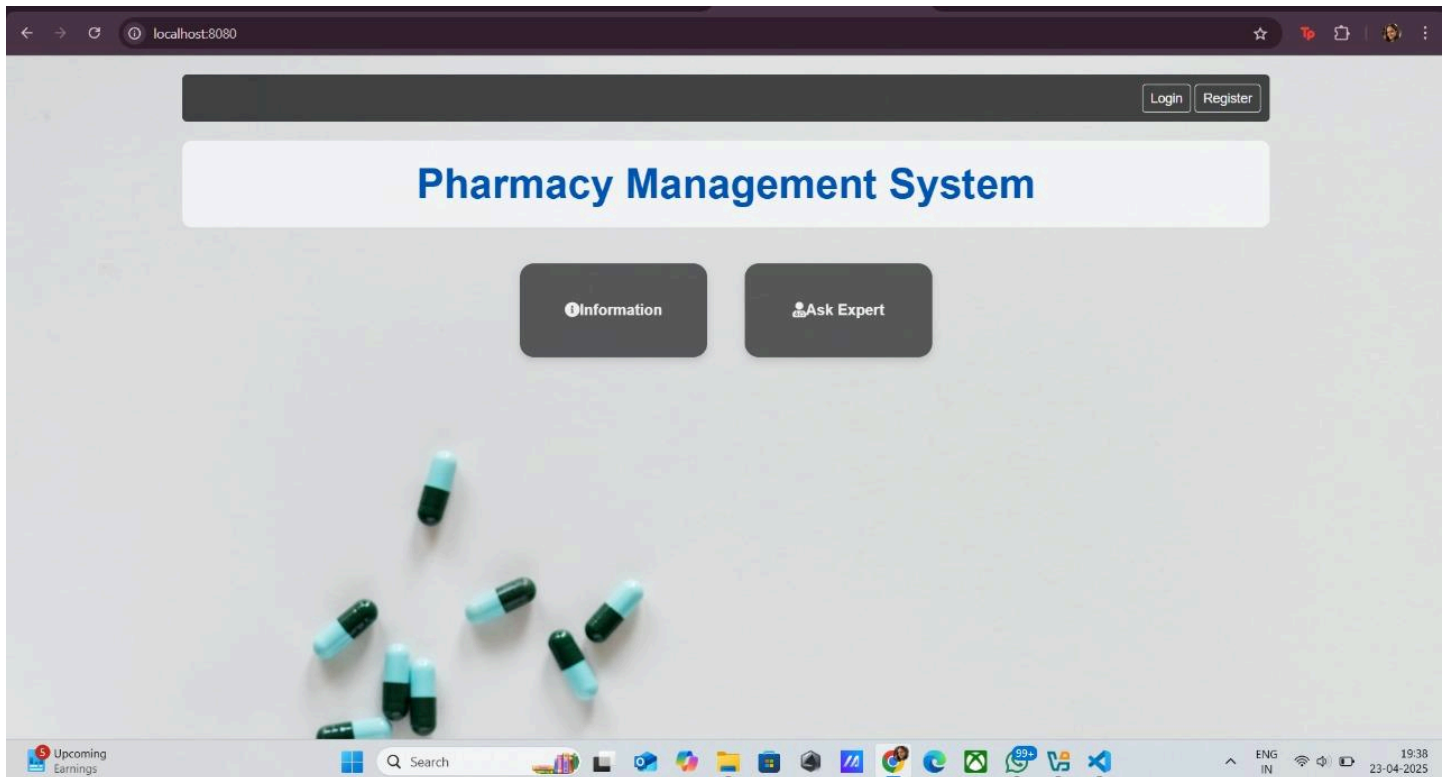 localhost:8080
Tp
Login Register
Pharmacy Management System
Information Ask Expert
5 Upcoming
Earnings
Search
99+
ENG
IN
19:38
23-04-2025